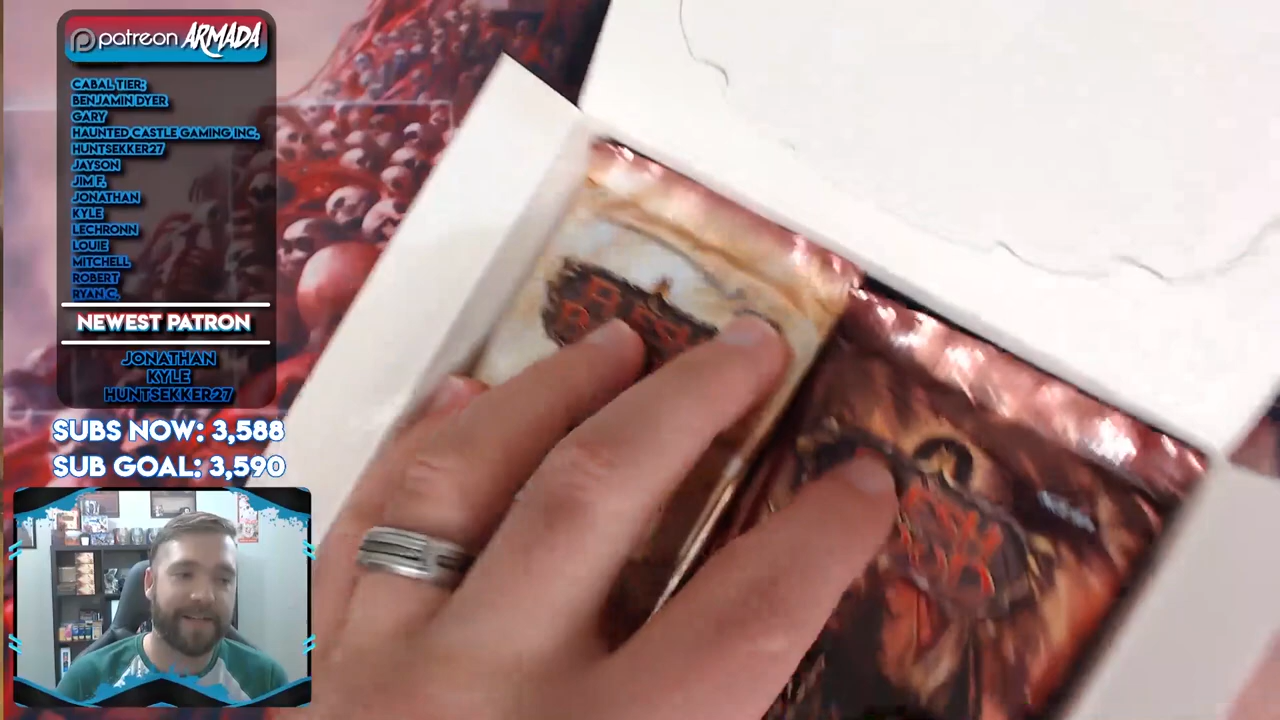 patreon ARMADA
CABAL TIER:
BENJAMIN DYER
GARY
HAUNTED CASTLE GAMING INC.
HUNTSEKKER27
JAYSON
JIM F.
JONATHAN
KYLE
LECHRONN
LOUIE
MITCHELL
ROBERT
RYAN C.
NEWEST PATRON
JONATHAN
KYLE
HUNTSEKKER27
SUBS NOW: 3,588
SUB GOAL: 3,590
FLESH